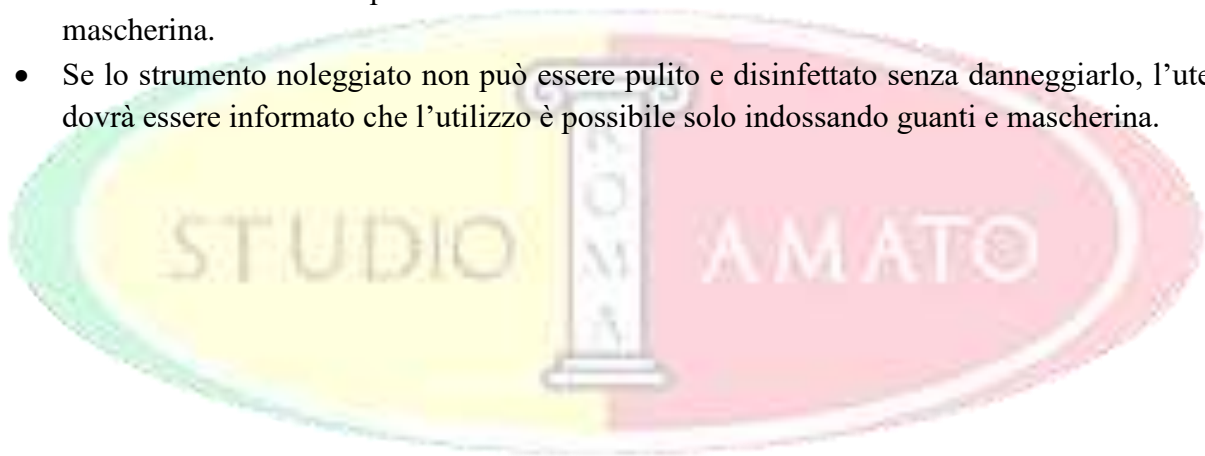 mascherina.
• Se lo strumento noleggiato non può essere pulito e disinfettato senza danneggiarlo, l’ute
dovrà essere informato che l’utilizzo è possibile solo indossando guanti e mascherina.
STUDIO ROMA AMATO